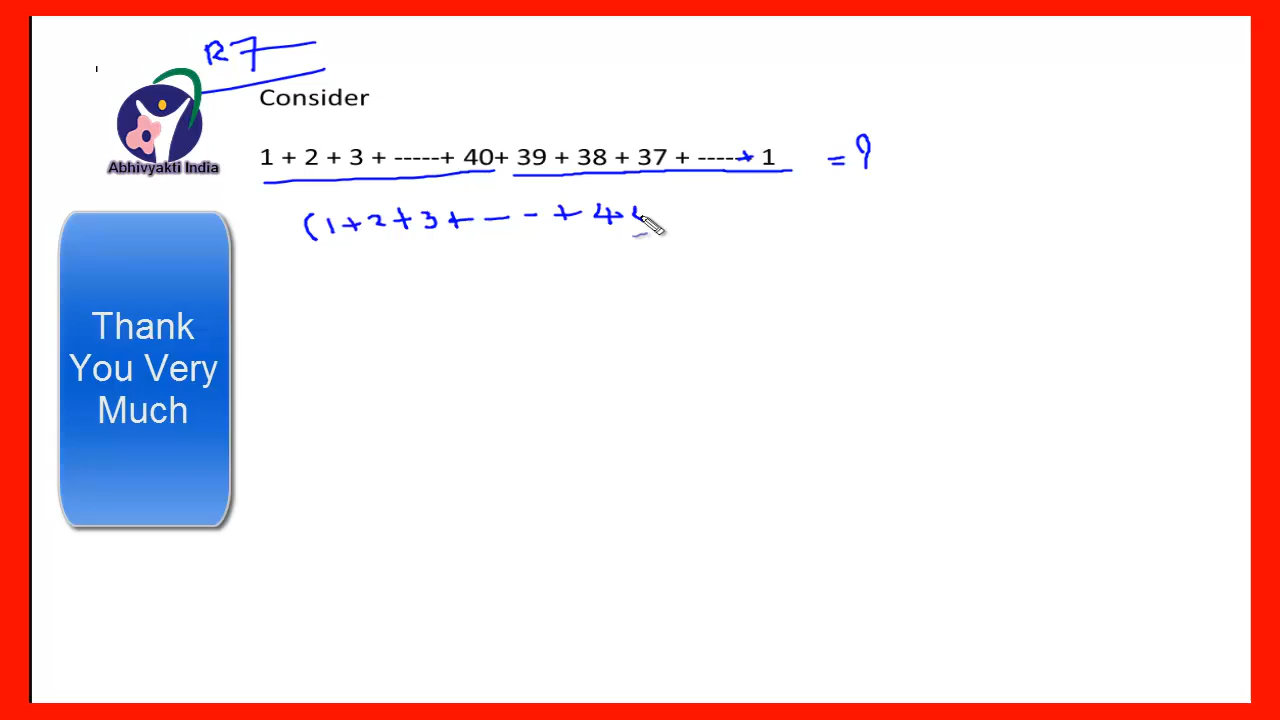 R7
Consider
Abhivyakti India
1 + 2 + 3 + -----+ 40+ 39 + 38 + 37 + ----+ 1 = ?
(1+2+3+ - - - + 4
Thank
You Very
Much